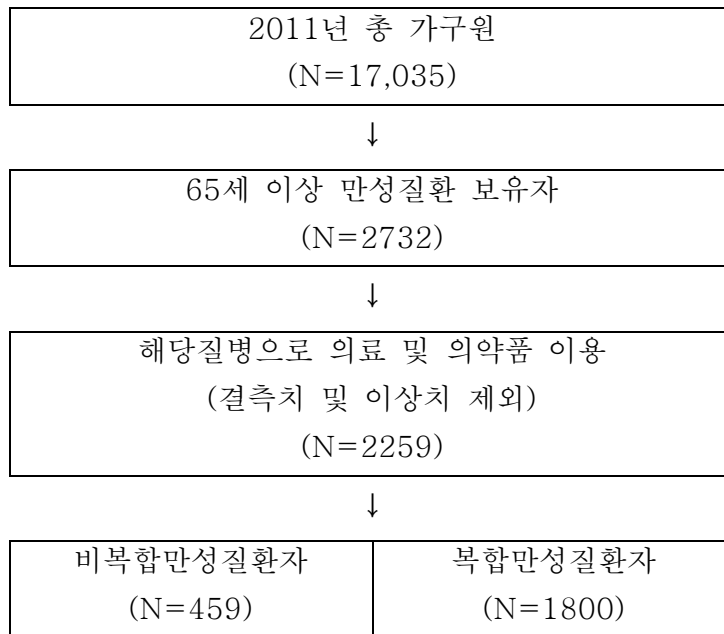 2011년 총 가구원
(N=17,035)
↓
65세 이상 만성질환 보유자
(N=2732)
↓
해당질병으로 의료 및 의약품 이용
(결측치 및 이상치 제외)
(N=2259)
↓
비복합만성질환자 복합만성질환자
(N=459) (N=1800)